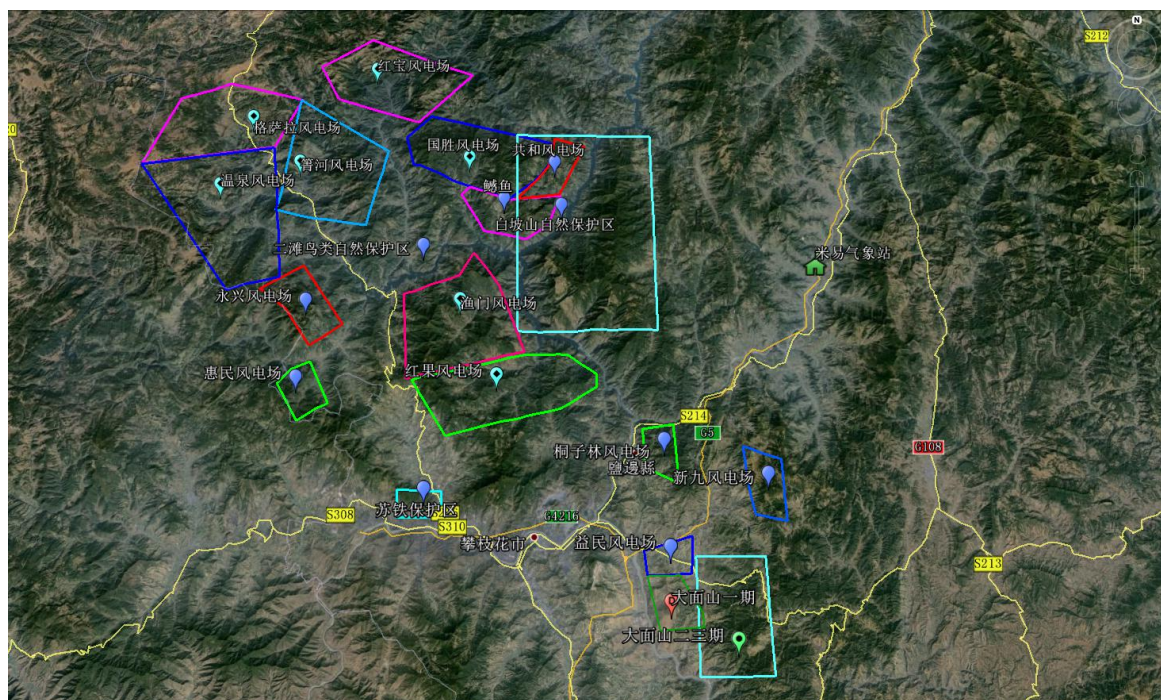 N
S212
红宝风电场
格萨拉风电场
国胜风电场
共和风电场
箐河风电场
温泉风电场
鳡鱼
白坡山自然保护区
二滩鸟类自然保护区
米易气象站
永兴风电场
渔门风电场
惠民风电场
红果风电场
S214
G5
G108
桐子林风电场
鹽邊縣
新九风电场
苏铁保护区
S308
S310
G4216
攀枝花市
益民风电场
S213
大面山一期
大面山二三期